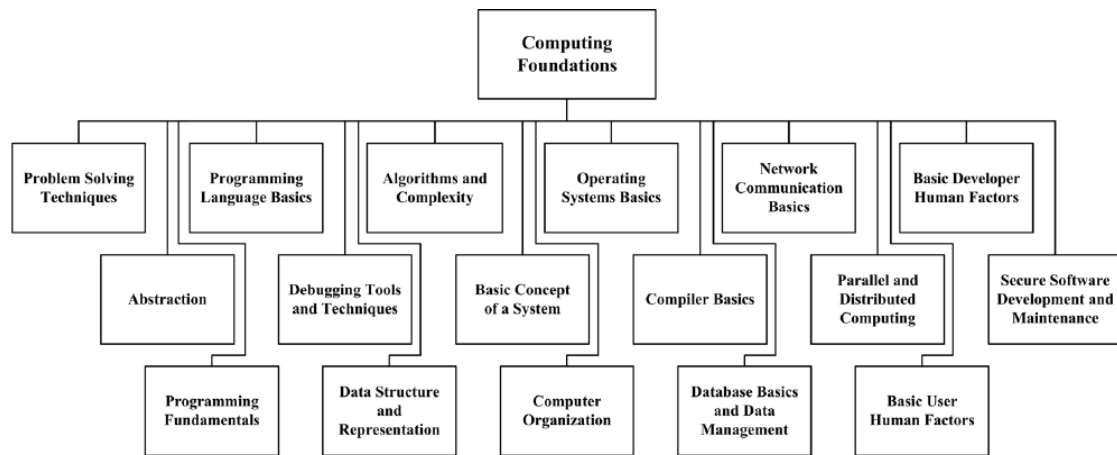 Computing
Foundations
Problem Solving
Techniques
Programming
Language Basics
Algorithms and
Complexity
Operating
Systems Basics
Network
Communication
Basics
Basic Developer
Human Factors
Abstraction
Debugging Tools
and Techniques
Basic Concept
of a System
Compiler Basics
Parallel and
Distributed
Computing
Secure Software
Development and
Maintenance
Programming
Fundamentals
Data Structure
and
Representation
Computer
Organization
Database Basics
and Data
Management
Basic User
Human Factors